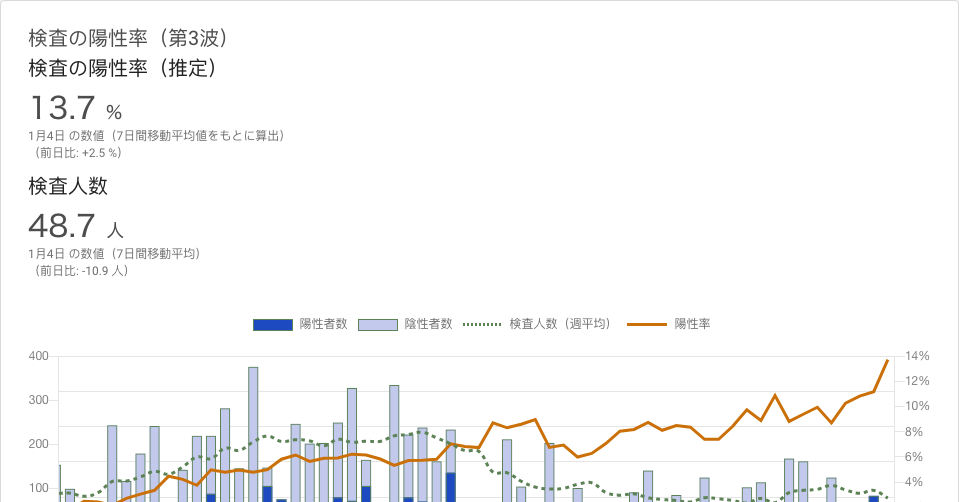 検査の陽性率（第3波）
検査の陽性率（推定）
13.7 %
1月4日 の数値（7日間移動平均値をもとに算出）
（前日比: +2.5 %）
検査人数
48.7 人
1月4日 の数値（7日間移動平均）
（前日比: -10.9 人）
陽性者数 陰性者数 検査人数（週平均） 陽性率
400 14%
12%
300 10%
200 8%
6%
100 4%